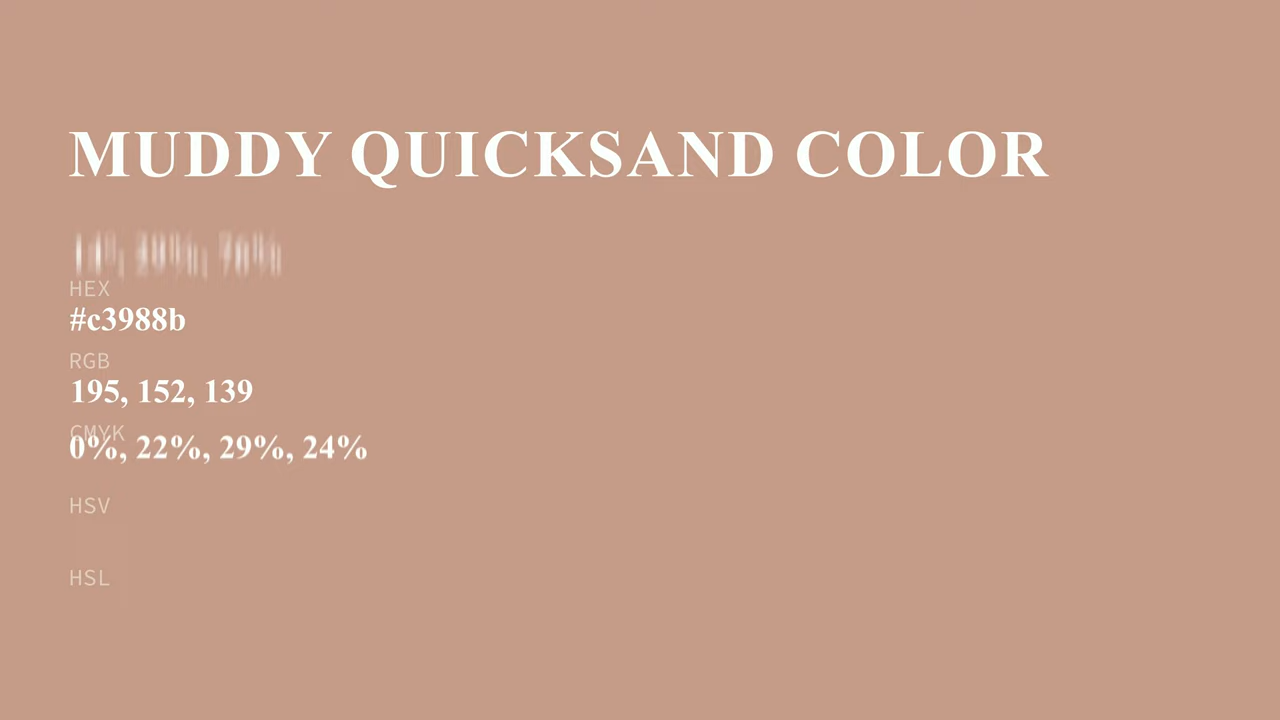 MUDDY QUICKSAND COLOR
HEX
#c3988b
RGB
195, 152, 139
CMYK
0%, 22%, 29%, 24%
HSV
HSL